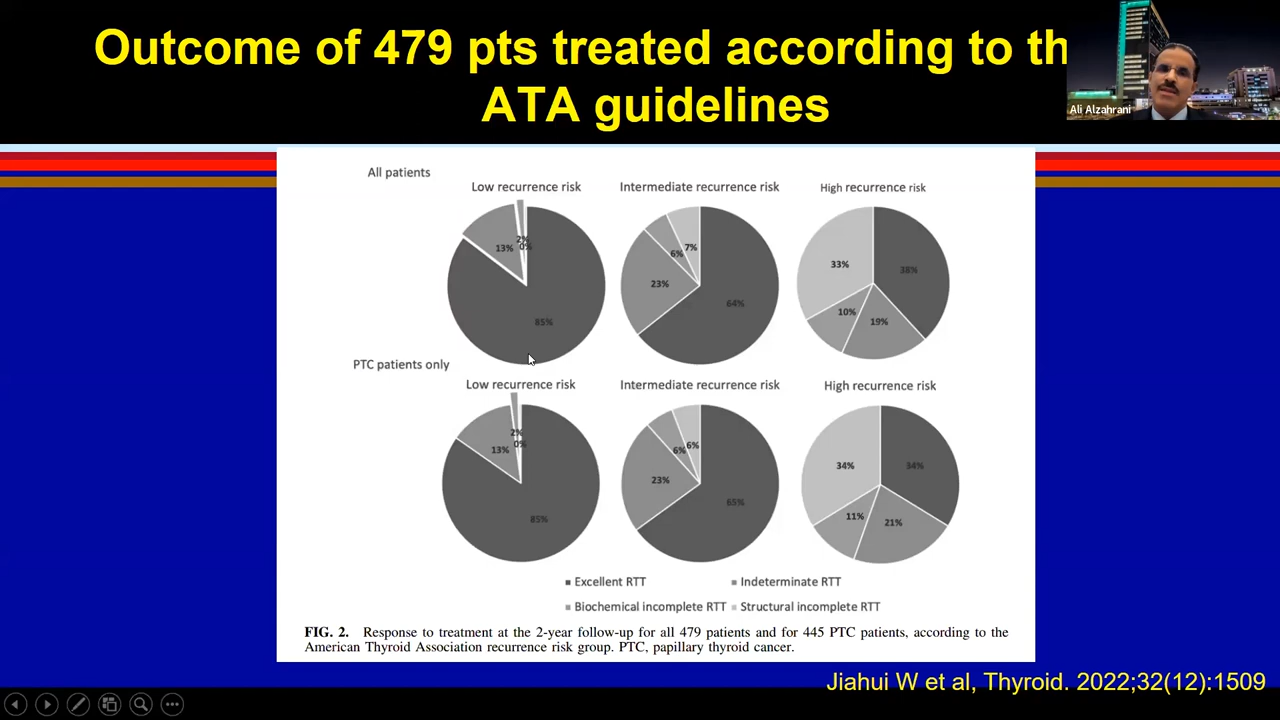 Outcome of 479 pts treated according to th
ATA guidelines
Ali Alzahrani
All patients
Low recurrence risk
Intermediate recurrence risk
High recurrence risk
85%
13%
2%
0%
64%
23%
6%
7%
38%
19%
10%
33%
PTC patients only
Low recurrence risk
Intermediate recurrence risk
High recurrence risk
85%
13%
2%
0%
65%
23%
6%
6%
34%
21%
11%
34%
Excellent RTT
Indeterminate RTT
Biochemical incomplete RTT
Structural incomplete RTT
FIG. 2. Response to treatment at the 2-year follow-up for all 479 patients and for 445 PTC patients, according to the
American Thyroid Association recurrence risk group. PTC, papillary thyroid cancer.
Jiahui W et al, Thyroid. 2022;32(12):1509